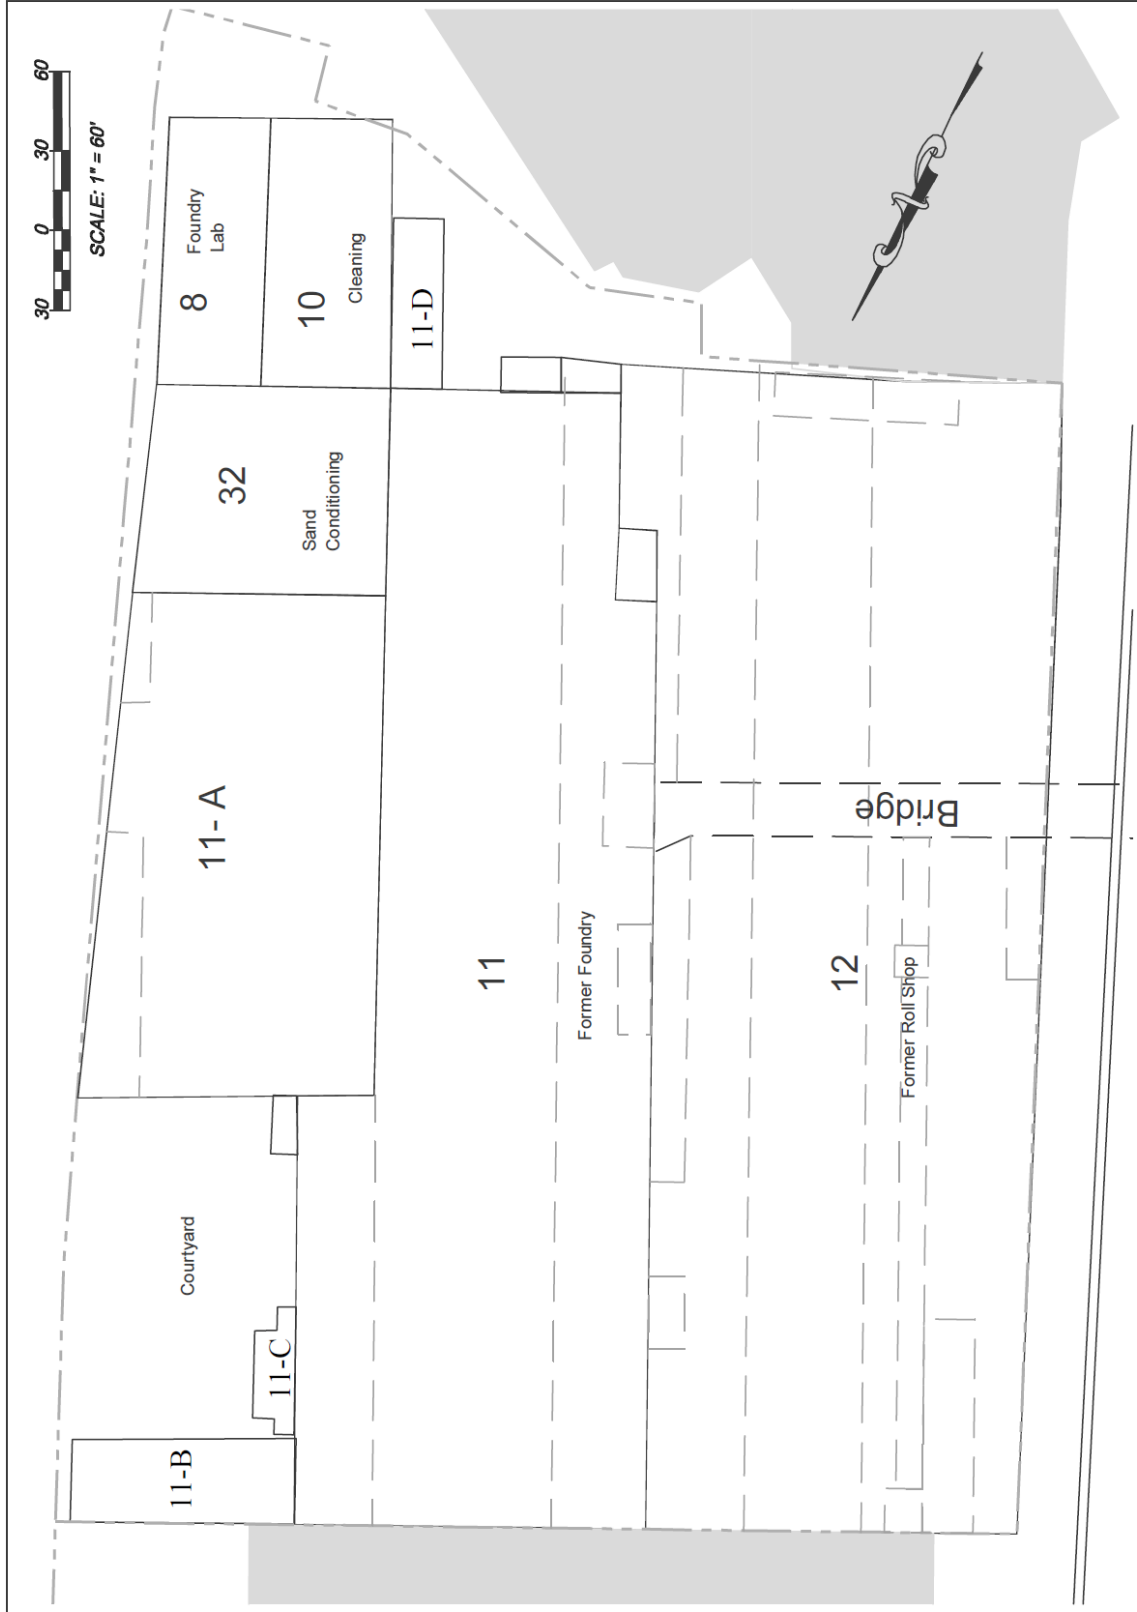 30 0 30 60
SCALE: 1" = 60'
8
Foundry
Lab
10
Cleaning
11-D
32
Sand
Conditioning
11- A
11
Former Foundry
Bridge
12
Former Roll Shop
Courtyard
11-C
11-B